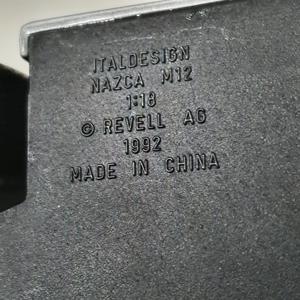 ITALDESIGN
NAZCA M12
1:18
© REVELL AG
1992
MADE IN CHINA